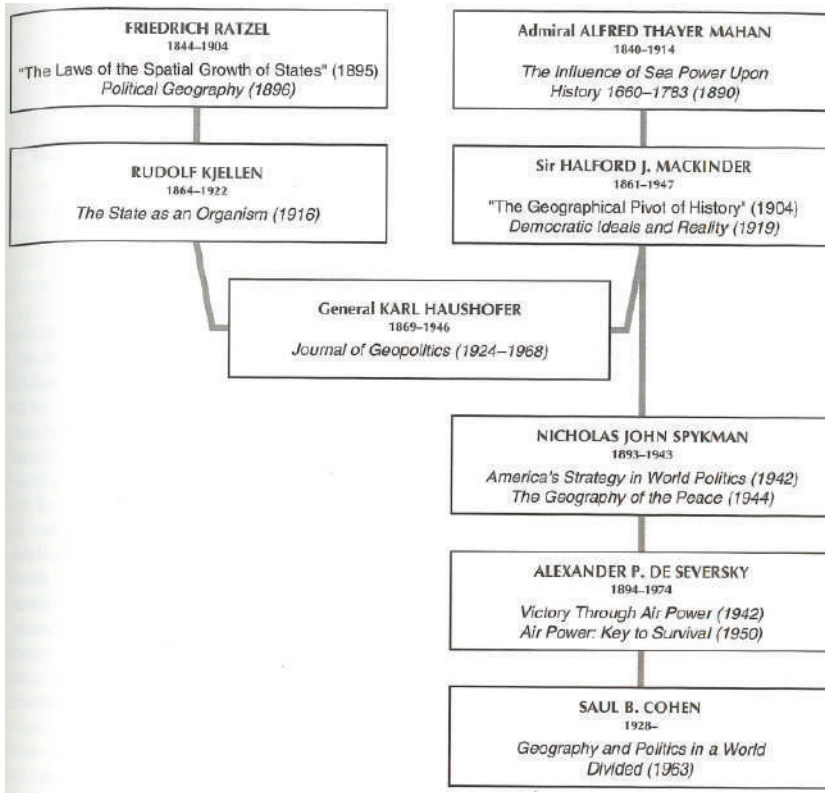 FRIEDRICH RATZEL
1844–1904
"The Laws of the Spatial Growth of States" (1895)
Political Geography (1896)
Admiral ALFRED THAYER MAHAN
1840–1914
The Influence of Sea Power Upon
History 1660–1783 (1890)
RUDOLF KJELLEN
1864–1922
The State as an Organism (1916)
Sir HALFORD J. MACKINDER
1861–1947
"The Geographical Pivot of History" (1904)
Democratic Ideals and Reality (1919)
General KARL HAUSHOFER
1869–1946
Journal of Geopolitics (1924–1968)
NICHOLAS JOHN SPYKMAN
1893–1943
America's Strategy in World Politics (1942)
The Geography of the Peace (1944)
ALEXANDER P. DE SEVERSKY
1894–1974
Victory Through Air Power (1942)
Air Power: Key to Survival (1950)
SAUL B. COHEN
1928–
Geography and Politics in a World
Divided (1963)